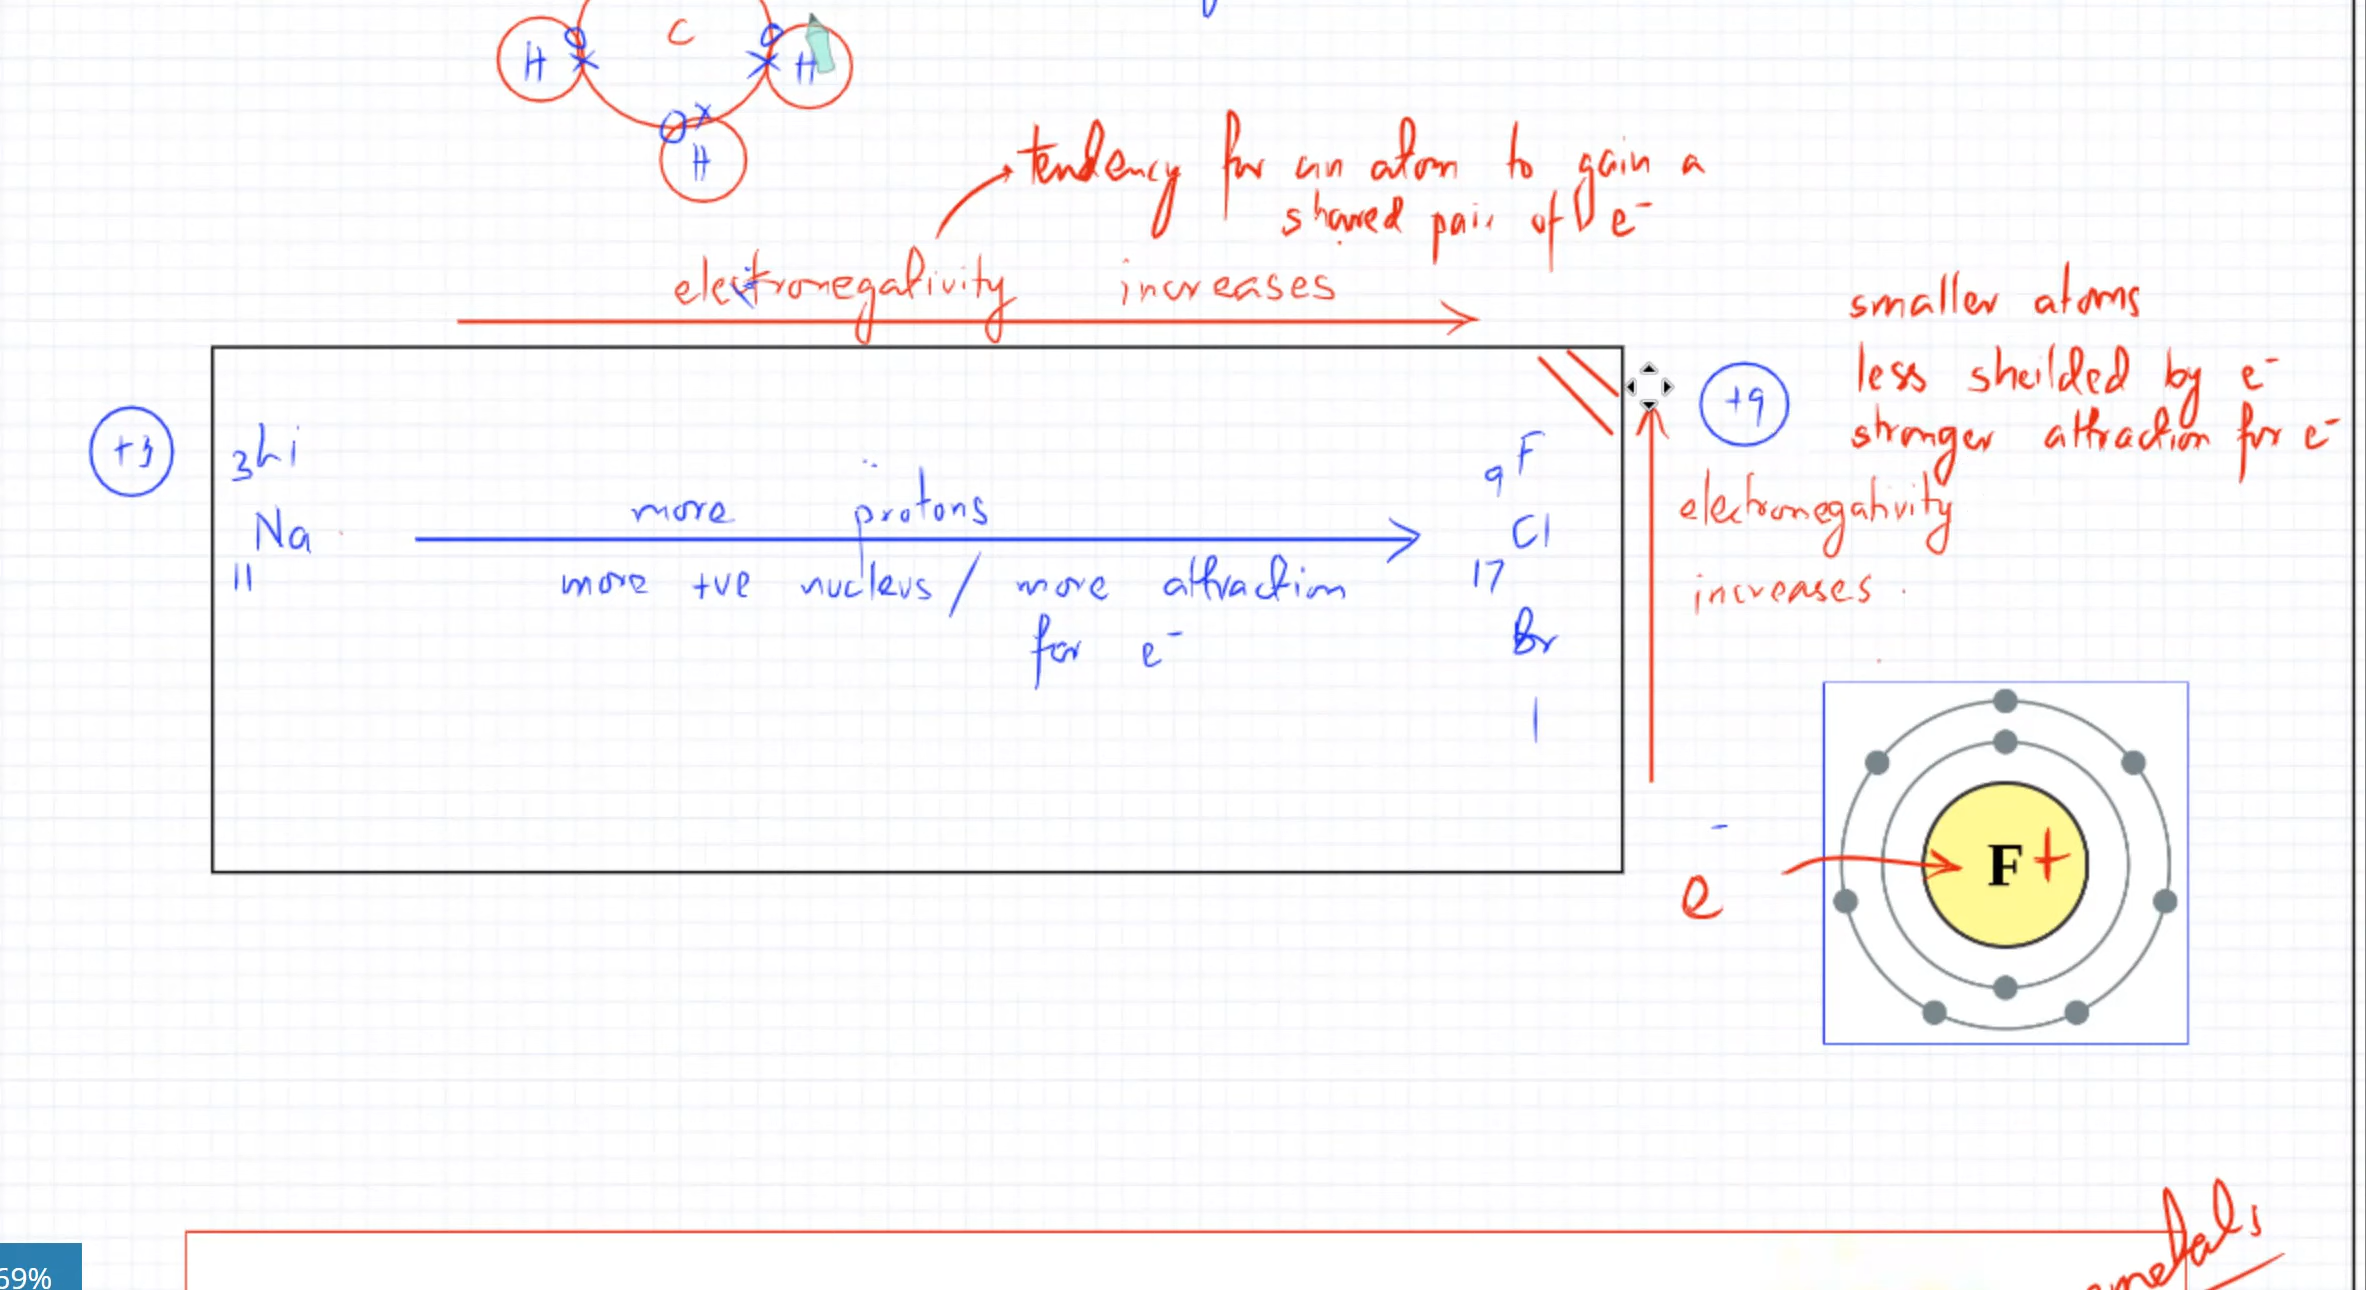 C
H
H
H
tendency for an atom to gain a
shared pair of e⁻
electronegativity increases
smaller atoms
less sheilded by e⁻
stronger attraction for e⁻
+3
+9
3Li
9F
Na
11
more protons
Cl
17
more +ve nucleus / more attraction
for e⁻
Br
I
electronegativity
increases
e⁻
F +
metals
59%